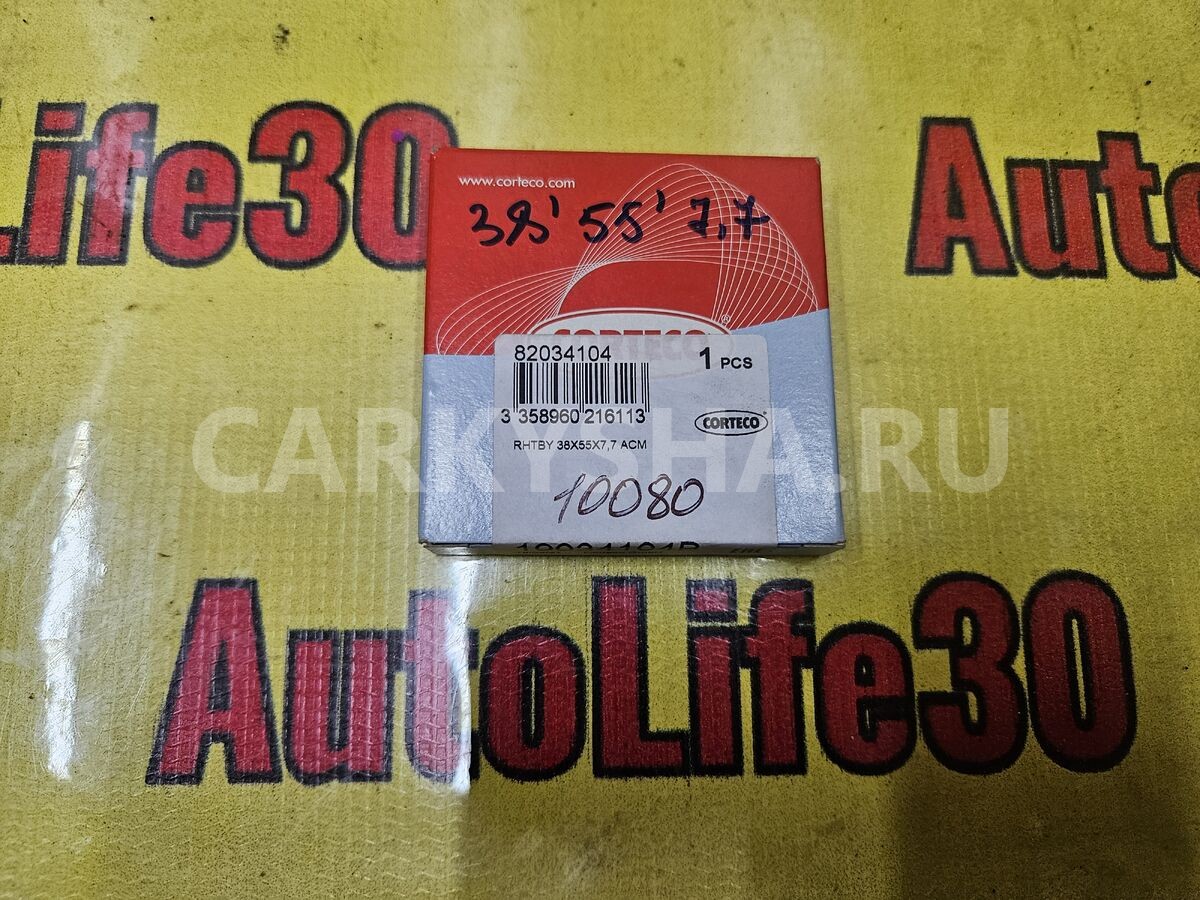 Life30
Auto
www.corteco.com
38' 55' 7,7
CORTECO
82034104
1 PCS
3 358960 216113
CORTECO
RHTBY 38X55X7,7 ACM
10080
CARKYSHA.RU
AutoLife30